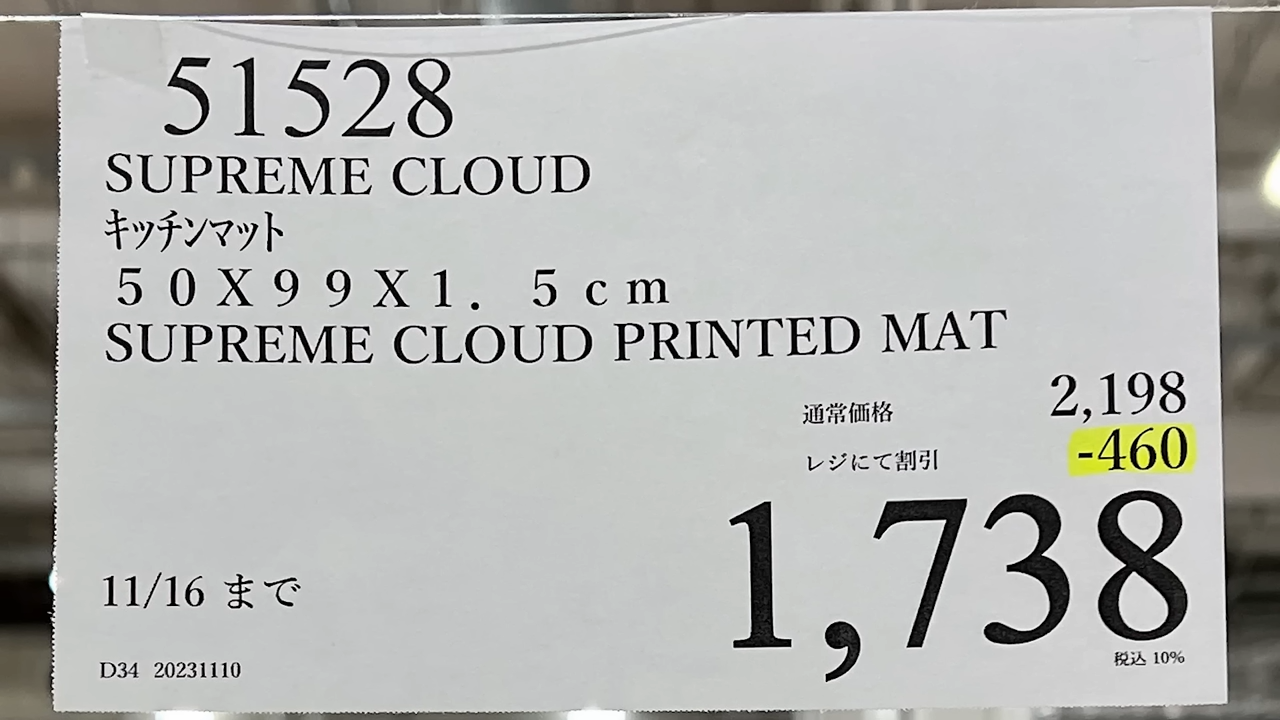 51528
SUPREME CLOUD
キッチンマット
５０Ｘ９９Ｘ１．５ｃｍ
SUPREME CLOUD PRINTED MAT
通常価格 2,198
レジにて割引 -460
1,738
税込 10%
11/16 まで
D34 20231110